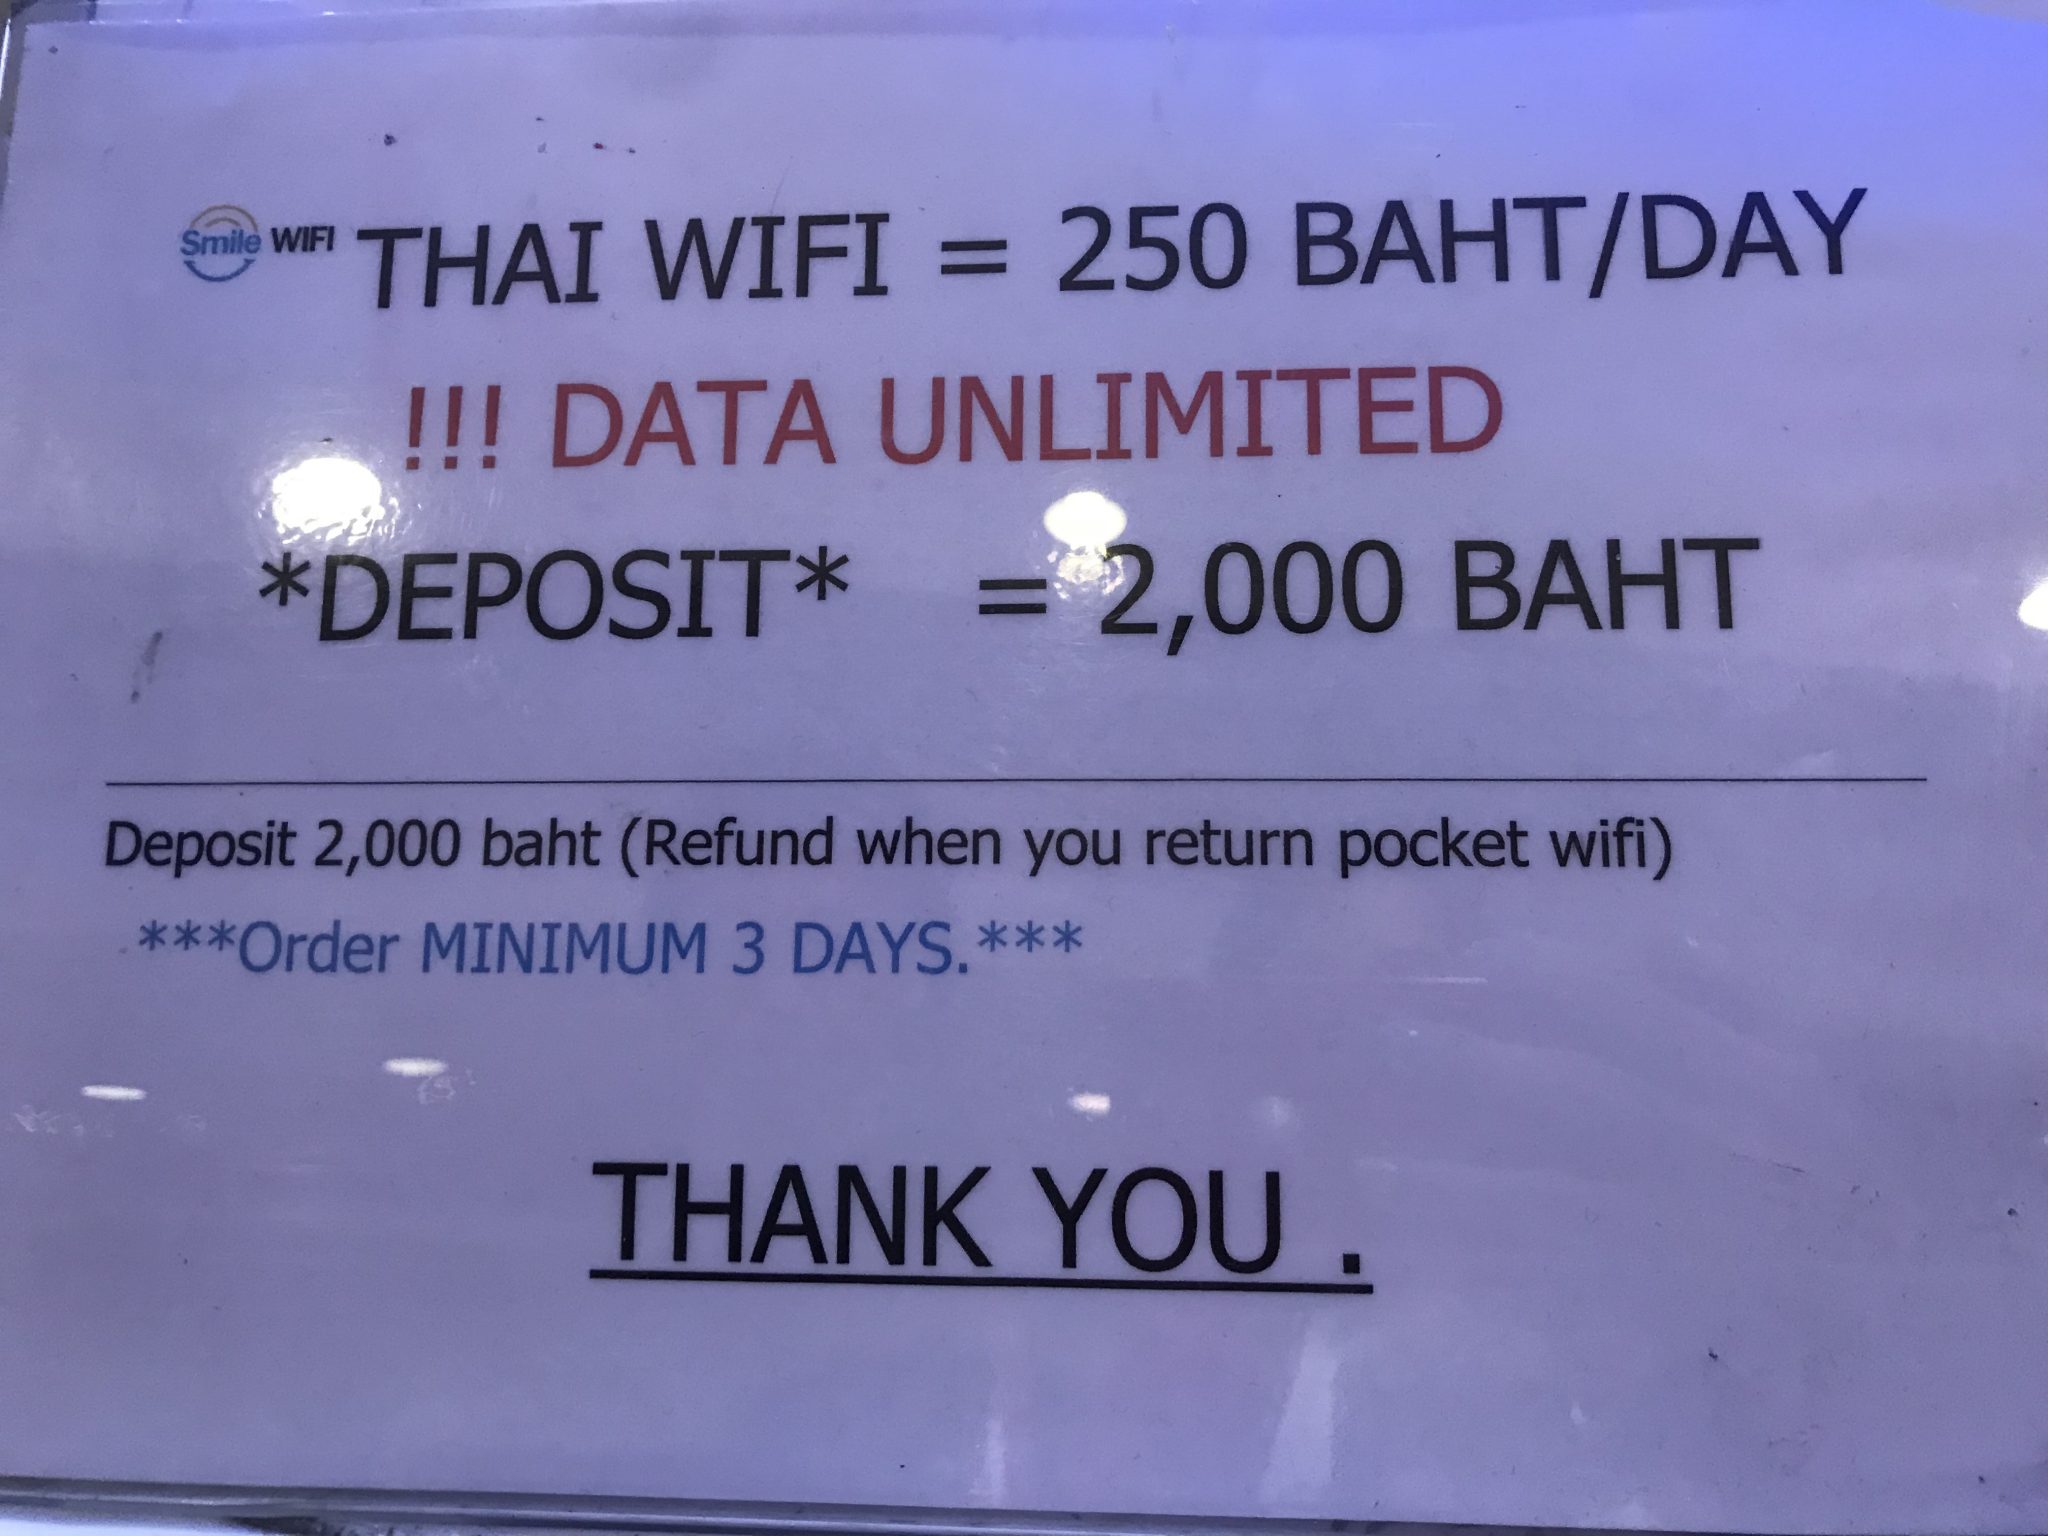 Smile WIFI THAI WIFI = 250 BAHT/DAY
!!! DATA UNLIMITED
*DEPOSIT* = 2,000 BAHT
Deposit 2,000 baht (Refund when you return pocket wifi)
***Order MINIMUM 3 DAYS.***
THANK YOU .